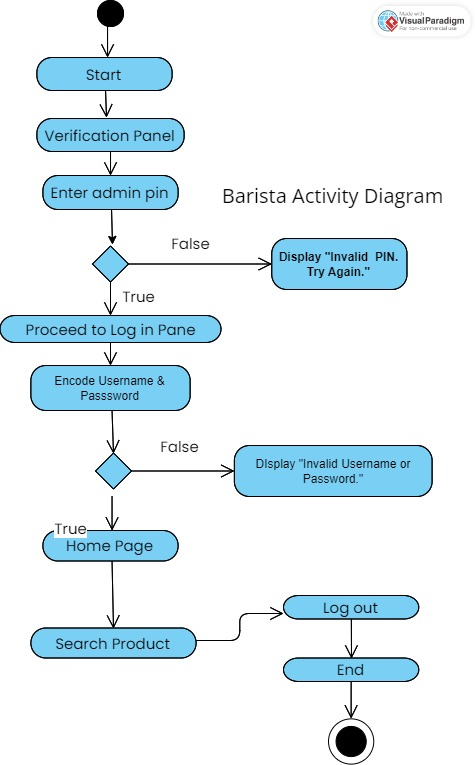 Made with
VisualParadigm
For non-commercial use
Start
Verification Panel
Enter admin pin
Barista Activity Diagram
False
Display "Invalid PIN.
Try Again."
True
Proceed to Log in Pane
Encode Username &
Passsword
False
DIsplay "Invalid Username or
Password."
True
Home Page
Log out
Search Product
End